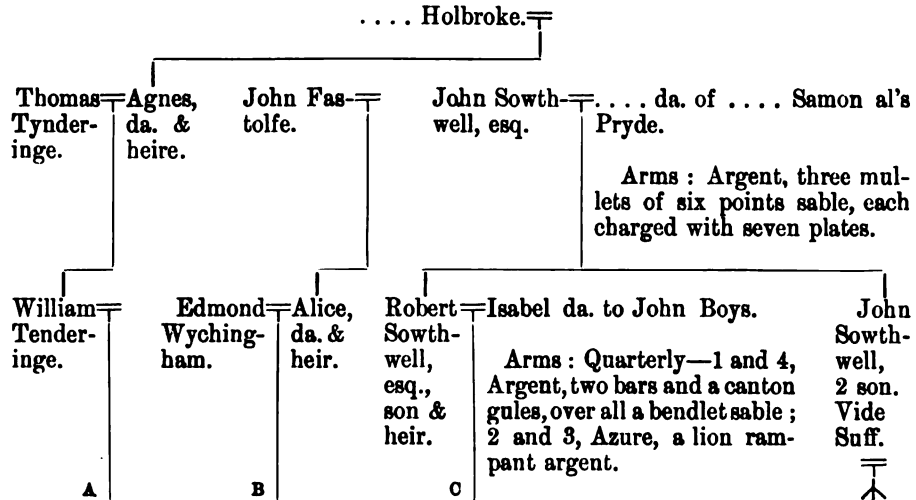 .... Holbroke.
Thomas
Tynder-
inge.
Agnes,
da. &
heire.
John Fas-
tolfe.
John Sowth-
well, esq.
.... da. of .... Samon al's
Pryde.
Arms : Argent, three mul-
lets of six points sable, each
charged with seven plates.
William
Tender-
inge.
Edmond
Wyching-
ham.
Alice,
da. &
heir.
Robert
Sowth-
well,
esq.,
son &
heir.
Isabel da. to John Boys.
Arms : Quarterly—1 and 4,
Argent, two bars and a canton
gules, over all a bendlet sable ;
2 and 3, Azure, a lion ram-
pant argent.
John
Sowth-
well,
2 son.
Vide
Suff.
A
B
C